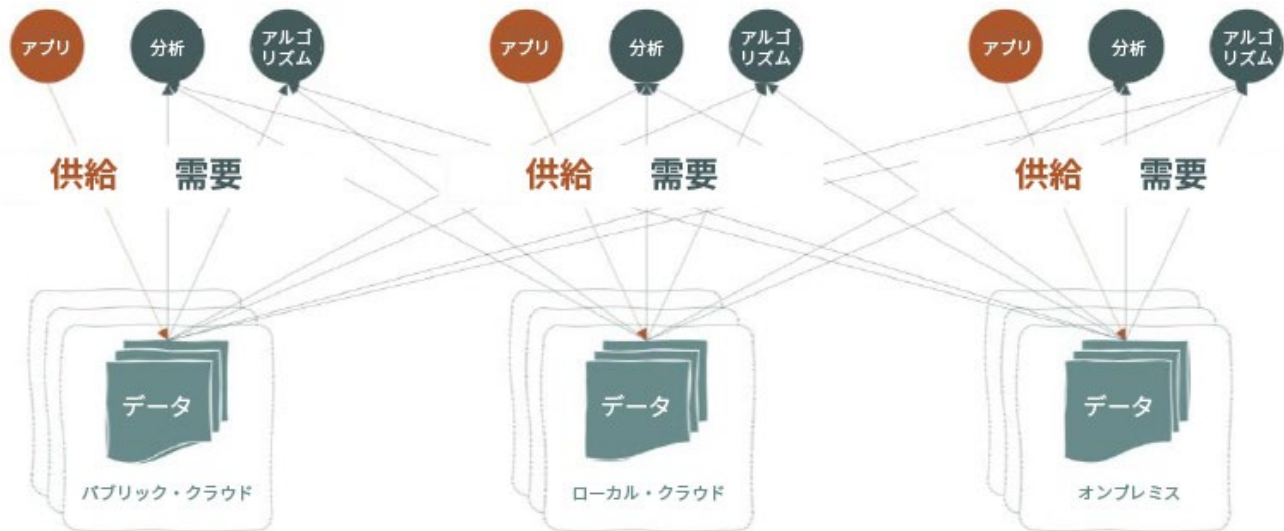 アプリ
分析
アルゴ
リズム
アプリ
分析
アルゴ
リズム
アプリ
分析
アルゴ
リズム
供給 需要
供給 需要
供給 需要
データ
データ
データ
パブリック・クラウド
ローカル・クラウド
オンプレミス